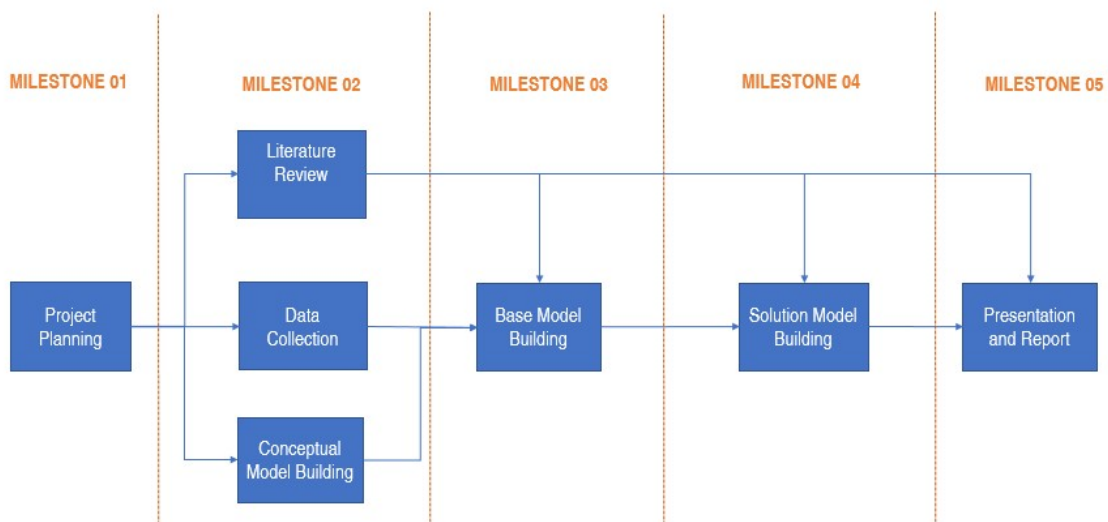 MILESTONE 01
MILESTONE 02
MILESTONE 03
MILESTONE 04
MILESTONE 05
Literature
Review
Project
Planning
Data
Collection
Base Model
Building
Solution Model
Building
Presentation
and Report
Conceptual
Model Building